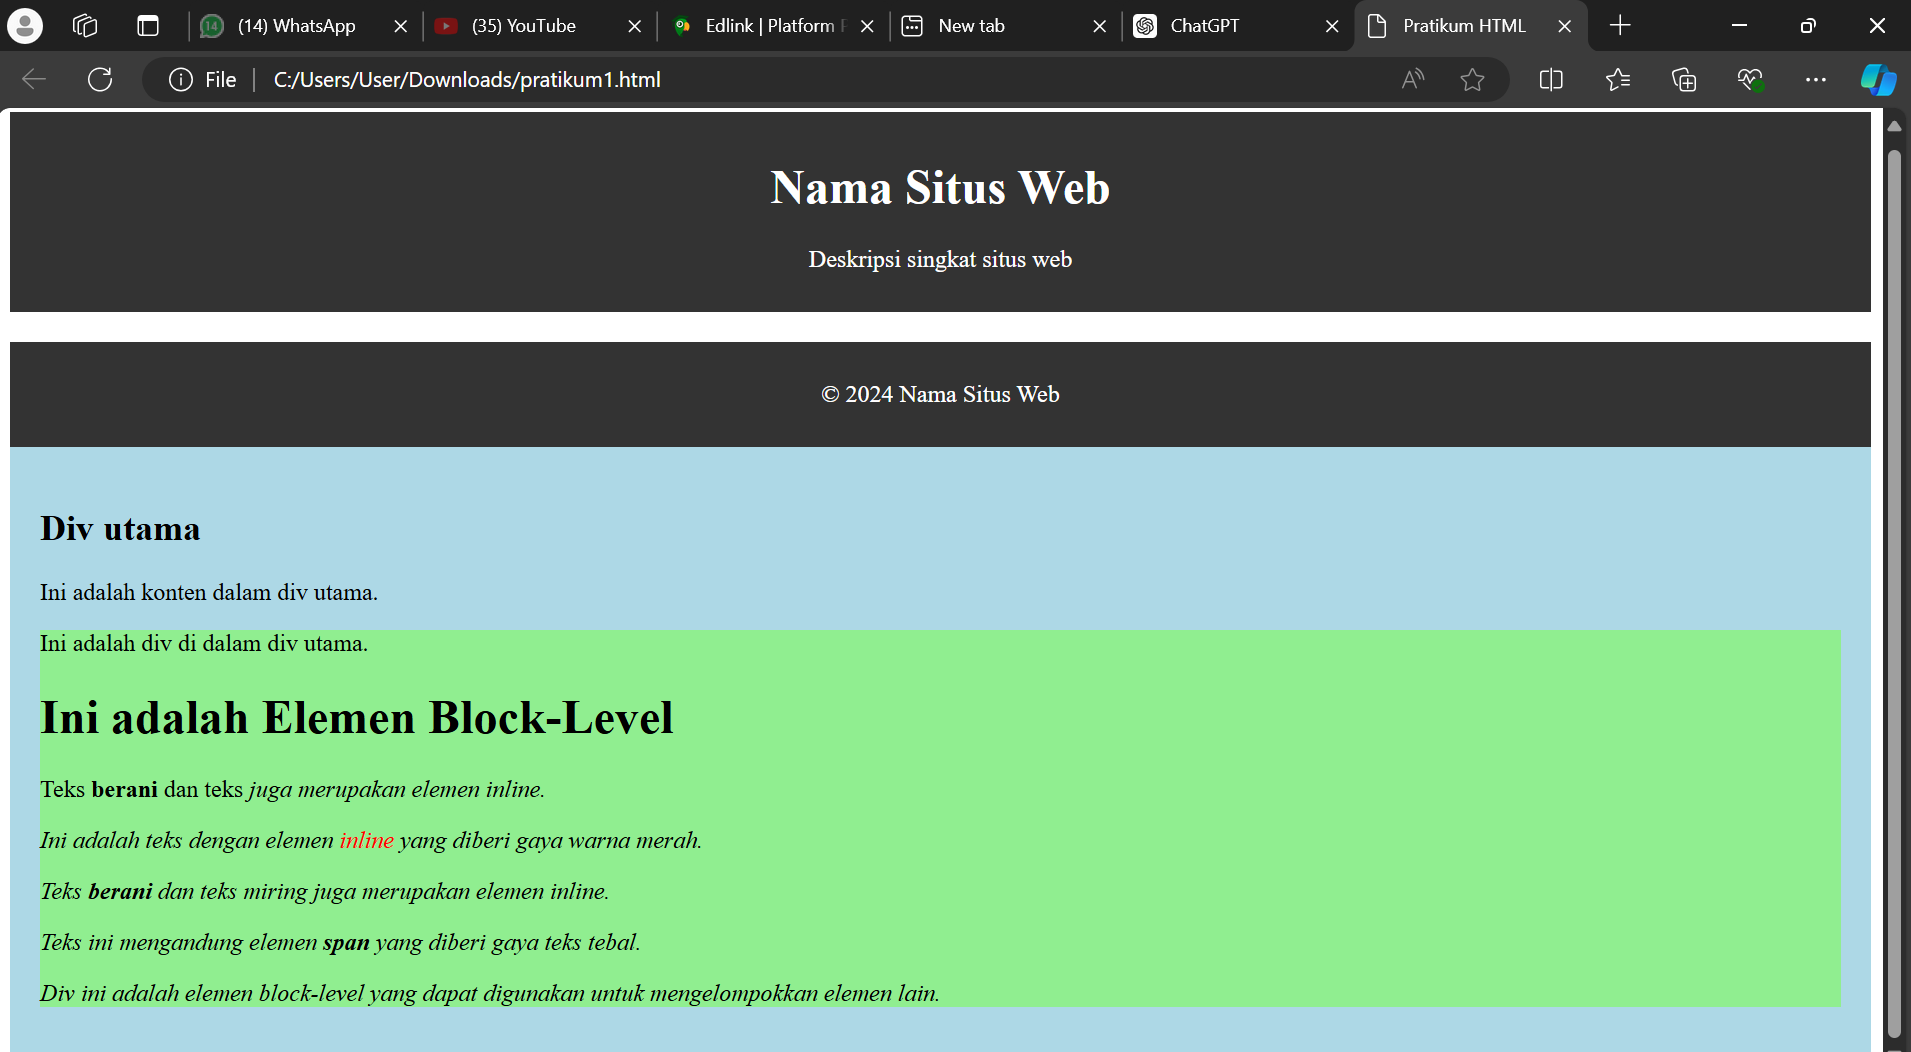 (14) WhatsApp
(35) YouTube
Edlink | Platform
New tab
ChatGPT
Pratikum HTML
File
C:/Users/User/Downloads/pratikum1.html
Nama Situs Web
Deskripsi singkat situs web
© 2024 Nama Situs Web
Div utama
Ini adalah konten dalam div utama.
Ini adalah div di dalam div utama.
Ini adalah Elemen Block-Level
Teks berani dan teks juga merupakan elemen inline.
Ini adalah teks dengan elemen inline yang diberi gaya warna merah.
Teks berani dan teks miring juga merupakan elemen inline.
Teks ini mengandung elemen span yang diberi gaya teks tebal.
Div ini adalah elemen block-level yang dapat digunakan untuk mengelompokkan elemen lain.